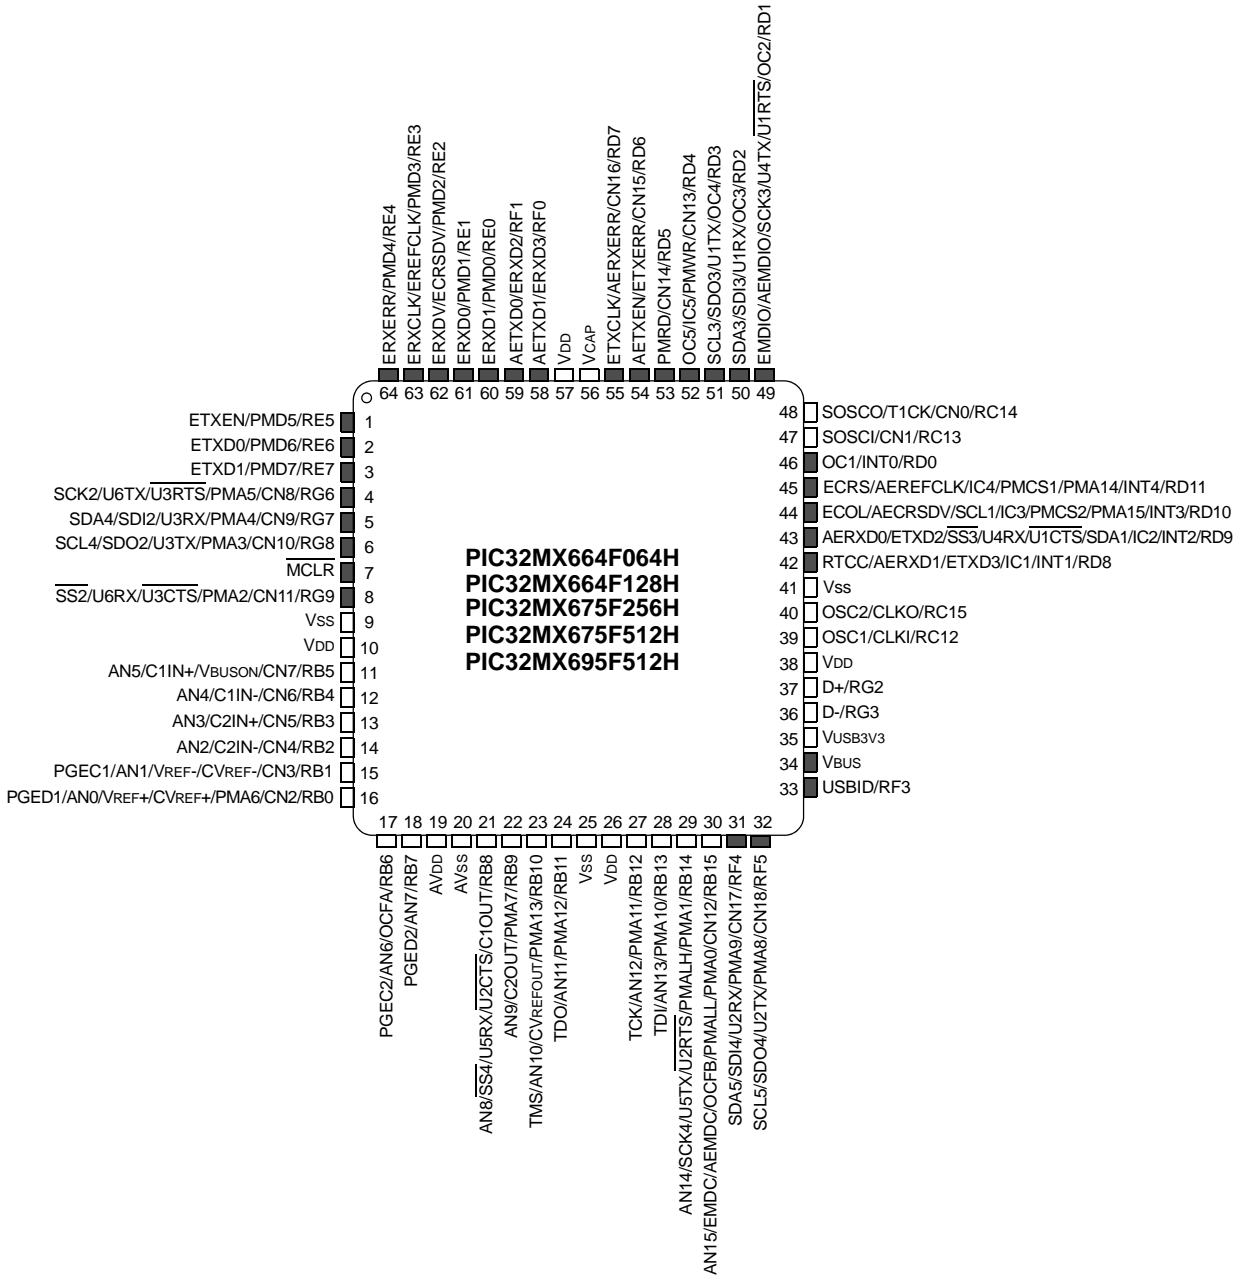 ERXERR/PMD4/RE4
ERXCLK/EREFCLK/PMD3/RE3
ERXDV/ECRSDV/PMD2/RE2
ERXD0/PMD1/RE1
ERXD1/PMD0/RE0
AETXD0/ERXD2/RF1
AETXD1/ERXD3/RF0
VDD
VCAP
ETXCLK/AERXERR/CN16/RD7
AETXEN/ETXERR/CN15/RD6
PMRD/CN14/RD5
OC5/IC5/PMWR/CN13/RD4
SCL3/SDO3/U1TX/OC4/RD3
SDA3/SDI3/U1RX/OC3/RD2
EMDIO/AEMDIO/SCK3/U4TX/U1RTS/OC2/RD1
64 63 62 61 60 59 58 57 56 55 54 53 52 51 50 49
ETXEN/PMD5/RE5 1
ETXD0/PMD6/RE6 2
ETXD1/PMD7/RE7 3
SCK2/U6TX/U3RTS/PMA5/CN8/RG6 4
SDA4/SDI2/U3RX/PMA4/CN9/RG7 5
SCL4/SDO2/U3TX/PMA3/CN10/RG8 6
MCLR 7
SS2/U6RX/U3CTS/PMA2/CN11/RG9 8
VSS 9
VDD 10
AN5/C1IN+/VBUSON/CN7/RB5 11
AN4/C1IN-/CN6/RB4 12
AN3/C2IN+/CN5/RB3 13
AN2/C2IN-/CN4/RB2 14
PGEC1/AN1/VREF-/CVREF-/CN3/RB1 15
PGED1/AN0/VREF+/CVREF+/PMA6/CN2/RB0 16
PIC32MX664F064H
PIC32MX664F128H
PIC32MX675F256H
PIC32MX675F512H
PIC32MX695F512H
48 SOSCO/T1CK/CN0/RC14
47 SOSCI/CN1/RC13
46 OC1/INT0/RD0
45 ECRS/AEREFCLK/IC4/PMCS1/PMA14/INT4/RD11
44 ECOL/AECRSDV/SCL1/IC3/PMCS2/PMA15/INT3/RD10
43 AERXD0/ETXD2/SS3/U4RX/U1CTS/SDA1/IC2/INT2/RD9
42 RTCC/AERXD1/ETXD3/IC1/INT1/RD8
41 Vss
40 OSC2/CLKO/RC15
39 OSC1/CLKI/RC12
38 VDD
37 D+/RG2
36 D-/RG3
35 VUSB3V3
34 VBUS
33 USBID/RF3
17 18 19 20 21 22 23 24 25 26 27 28 29 30 31 32
PGEC2/AN6/OCFA/RB6
PGED2/AN7/RB7
AVDD
AVSS
AN8/SS4/U5RX/U2CTS/C1OUT/RB8
AN9/C2OUT/PMA7/RB9
TMS/AN10/CVREFOUT/PMA13/RB10
TDO/AN11/PMA12/RB11
VSS
VDD
TCK/AN12/PMA11/RB12
TDI/AN13/PMA10/RB13
AN14/SCK4/U5TX/U2RTS/PMALH/PMA1/RB14
AN15/EMDC/AEMDC/OCFB/PMALL/PMA0/CN12/RB15
SDA5/SDI4/U2RX/PMA9/CN17/RF4
SCL5/SDO4/U2TX/PMA8/CN18/RF5